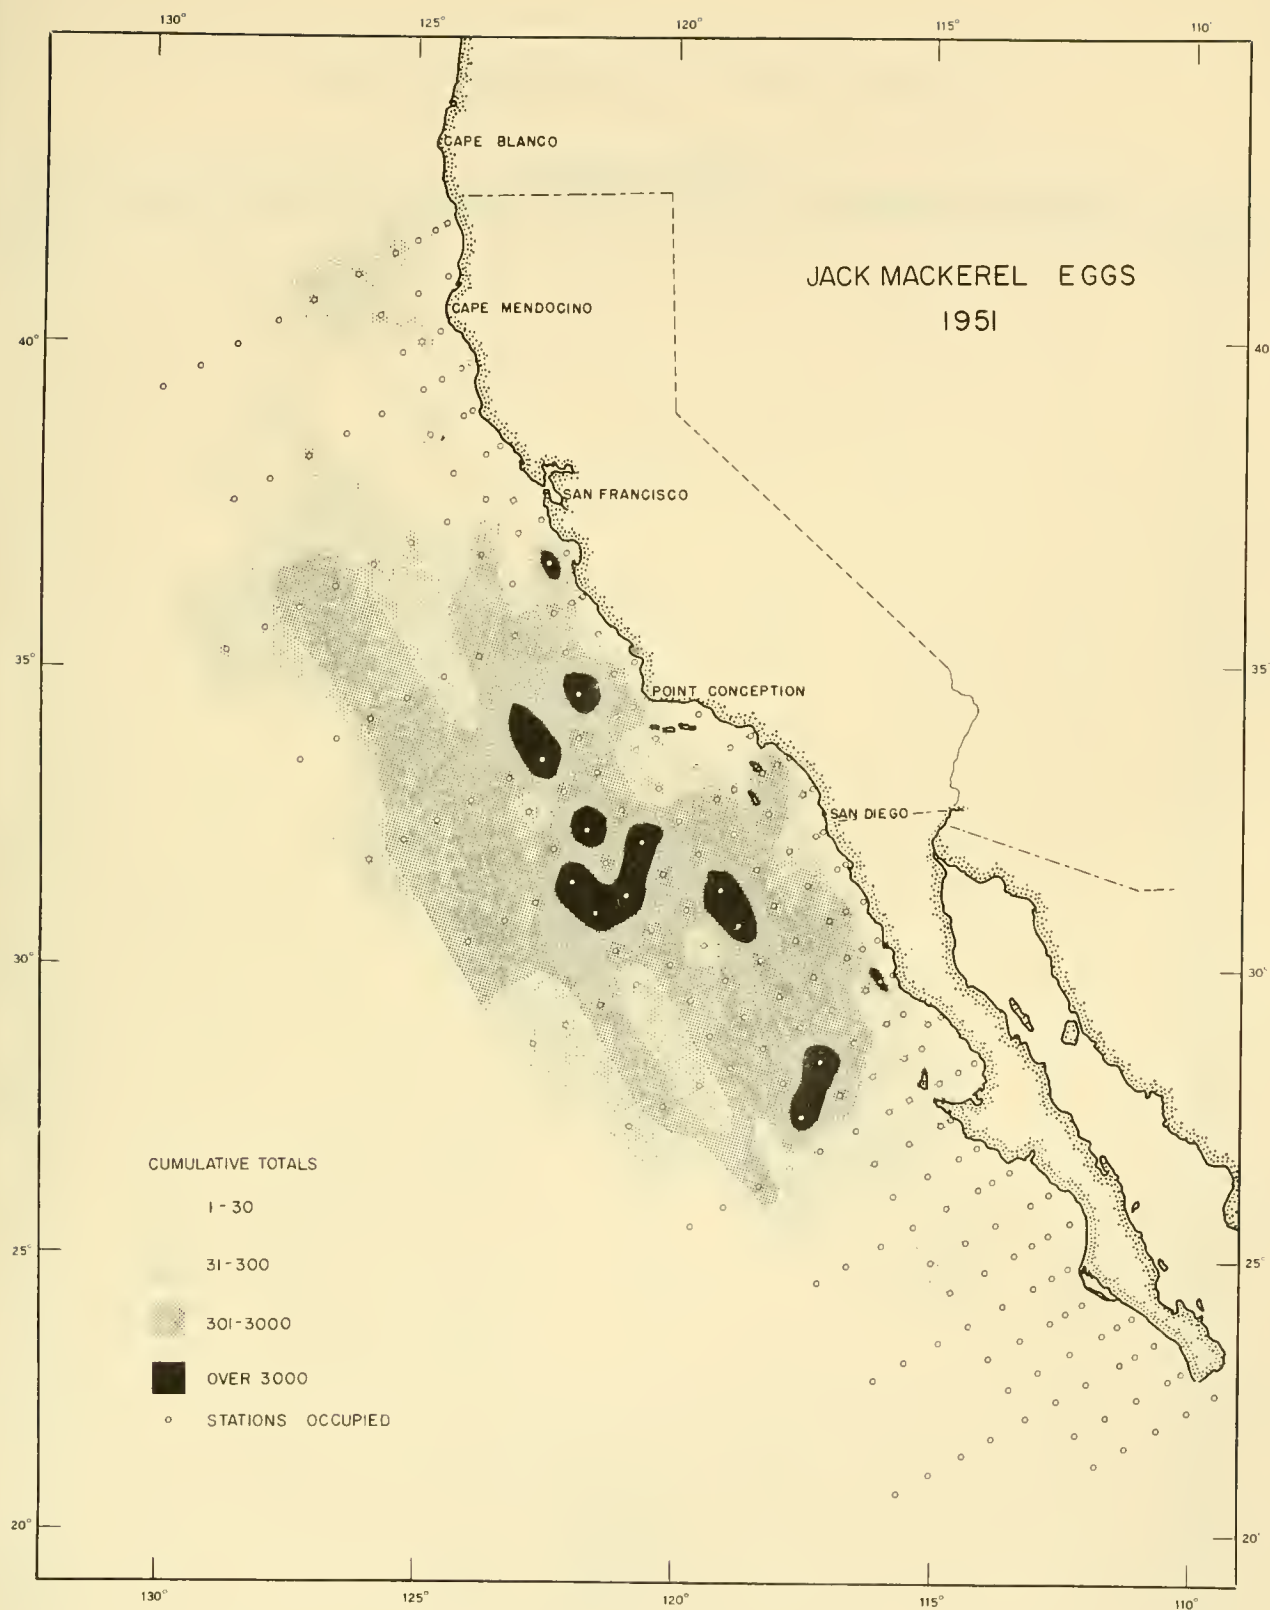 130° 125° 120° 115° 110°
CAPE BLANCO
JACK MACKEREL EGGS
1951
CAPE MENDOCINO
40° 40
SAN FRANCISCO
35° 35°
POINT CONCEPTION
SAN DIEGO
30° 30°
CUMULATIVE TOTALS
1-30
25° 25°
31-300
301-3000
OVER 3000
STATIONS OCCUPIED
20° 20°
130° 125° 120° 115° 110°